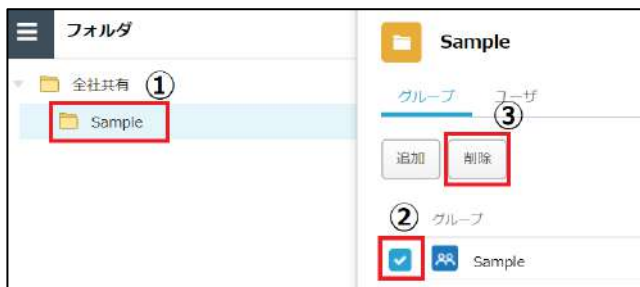 フォルダ
全社共有 ①
Sample
Sample
グループ ユーザ
③
追加 削除
② グループ
Sample